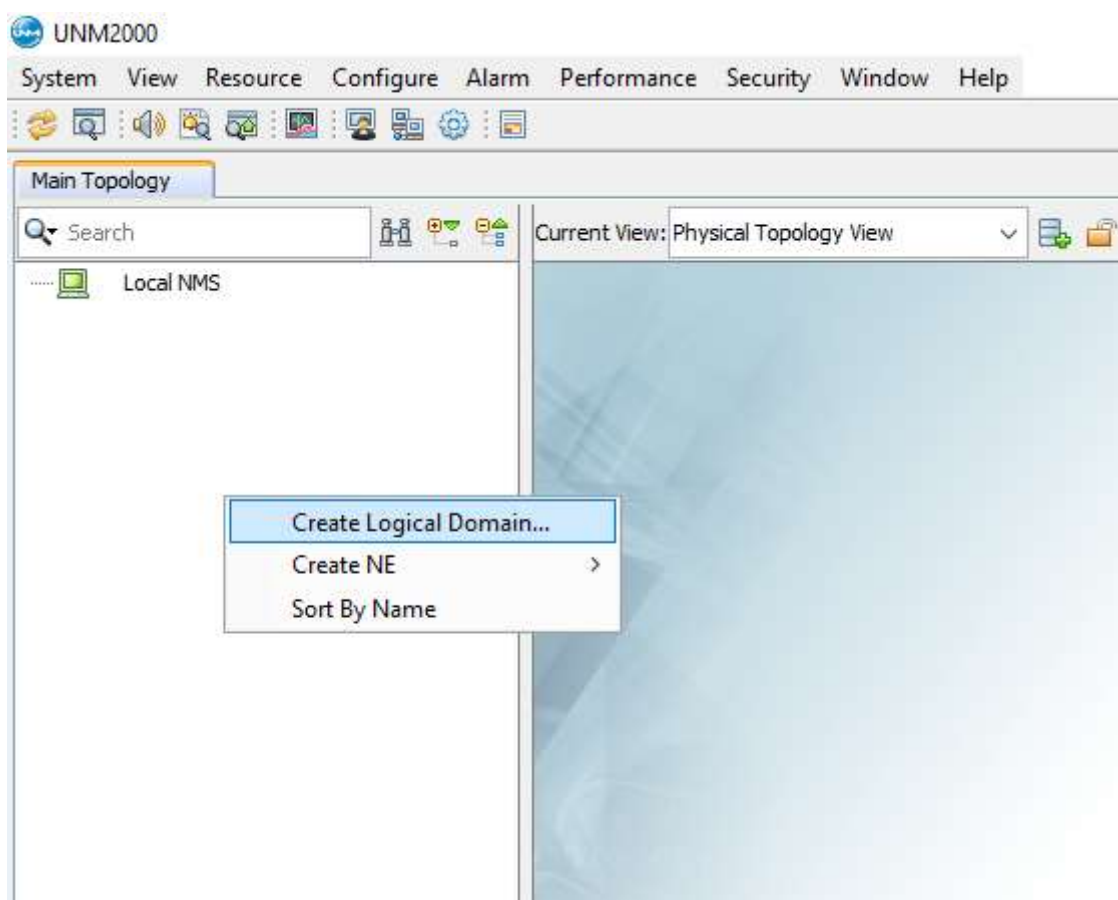 UNM2000
System View Resource Configure Alarm Performance Security Window Help
Main Topology
Search Current View: Physical Topology View
Local NMS
Create Logical Domain...
Create NE
Sort By Name